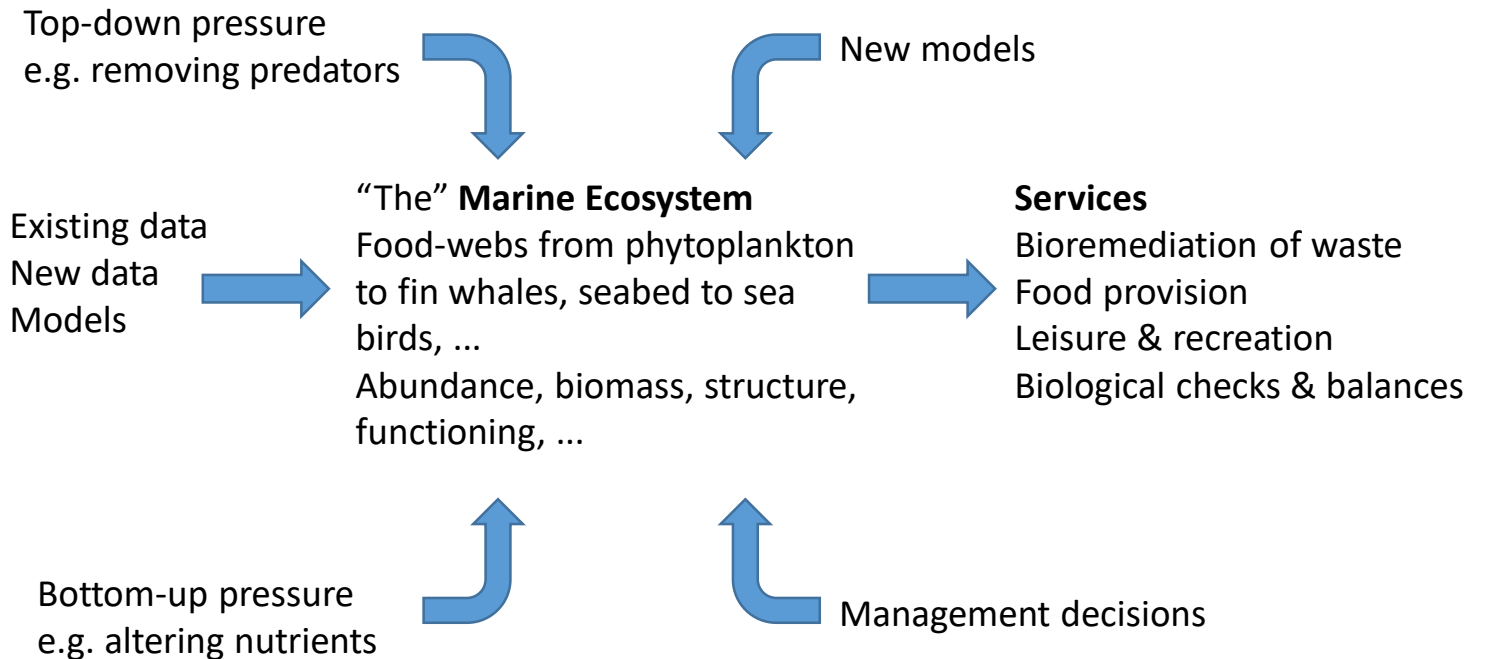 Top-down pressure
e.g. removing predators
New models
Existing data
New data
Models
“The” Marine Ecosystem
Food-webs from phytoplankton
to fin whales, seabed to sea
birds, ...
Abundance, biomass, structure,
functioning, ...
Services
Bioremediation of waste
Food provision
Leisure & recreation
Biological checks & balances
Bottom-up pressure
e.g. altering nutrients
Management decisions